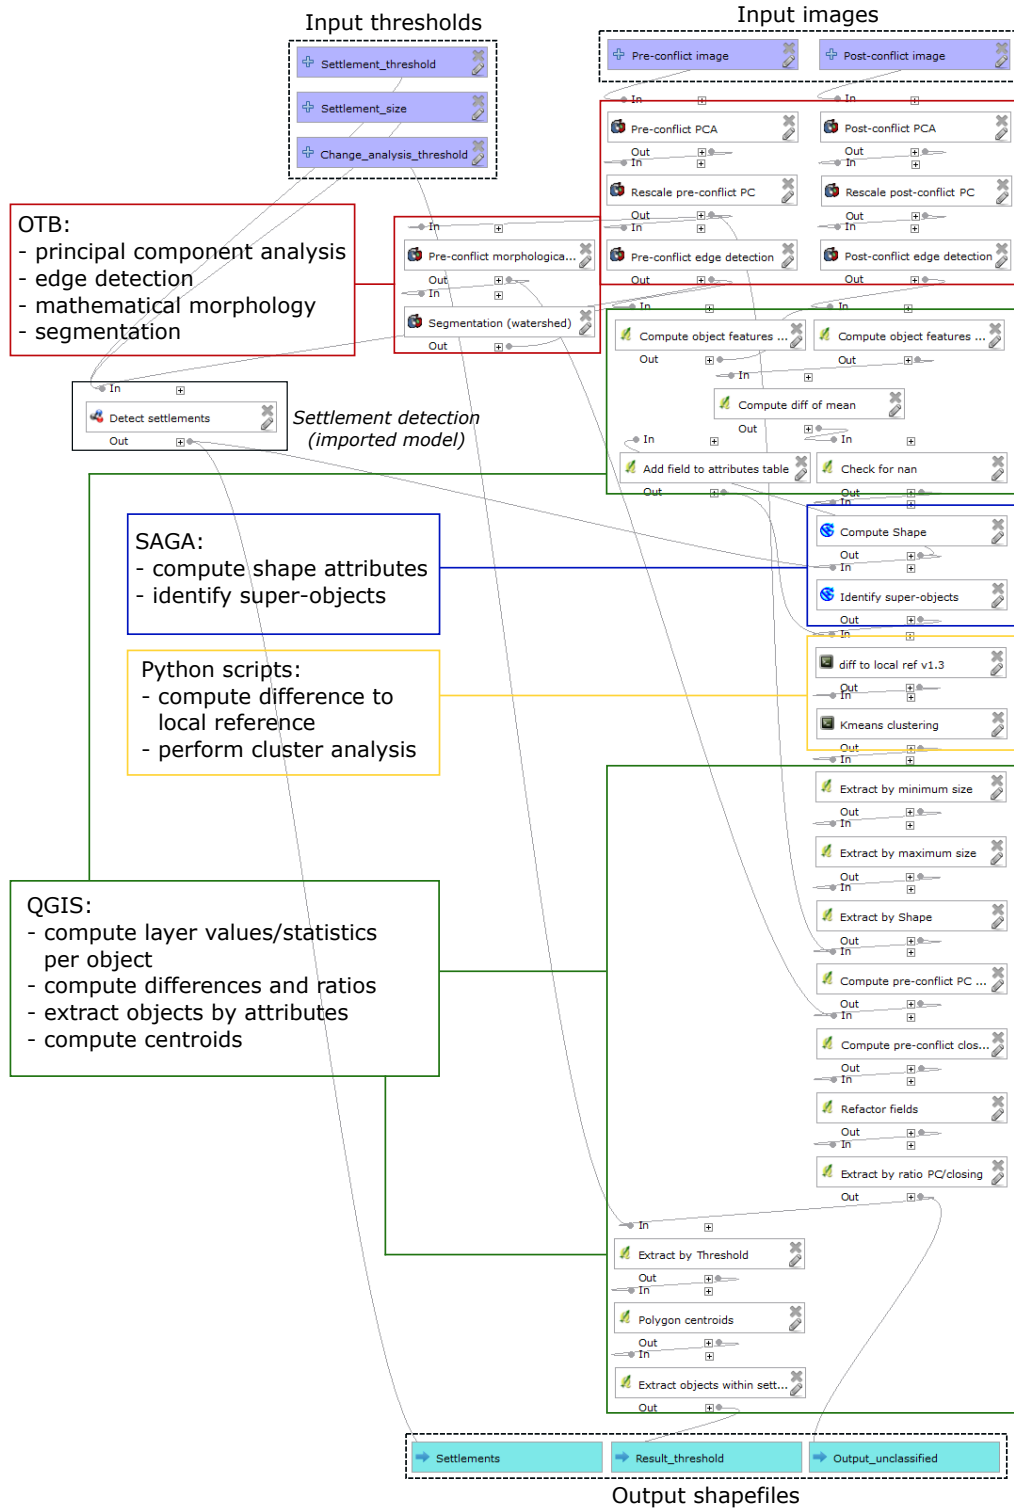 Input thresholds
Settlement_threshold
Settlement_size
Change_analysis_threshold
Input images
Pre-conflict image
Post-conflict image
In
In
Pre-conflict PCA
Post-conflict PCA
Out
In
Out
In
Rescale pre-conflict PC
Rescale post-conflict PC
Out
In
Out
In
Pre-conflict edge detection
Post-conflict edge detection
Out
Out
OTB:
- principal component analysis
- edge detection
- mathematical morphology
- segmentation
In
Pre-conflict morphologica...
Out
In
Segmentation (watershed)
Out
In
In
Compute object features ...
Compute object features ...
Out
Out
In
Compute diff of mean
Out
In
In
Add field to attributes table
Check for nan
Out
Out
In
Detect settlements
Out
Settlement detection
(imported model)
SAGA:
- compute shape attributes
- identify super-objects
In
Compute Shape
Out
In
Identify super-objects
Out
Python scripts:
- compute difference to
local reference
- perform cluster analysis
In
diff to local ref v1.3
Out
In
Kmeans clustering
Out
QGIS:
- compute layer values/statistics
per object
- compute differences and ratios
- extract objects by attributes
- compute centroids
In
Extract by minimum size
Out
In
Extract by maximum size
Out
In
Extract by Shape
Out
In
Compute pre-conflict PC ...
Out
In
Compute pre-conflict clos...
Out
In
Refactor fields
Out
In
Extract by ratio PC/closing
Out
In
Extract by Threshold
Out
In
Polygon centroids
Out
In
Extract objects within sett...
Out
Settlements
Result_threshold
Output_unclassified
Output shapefiles